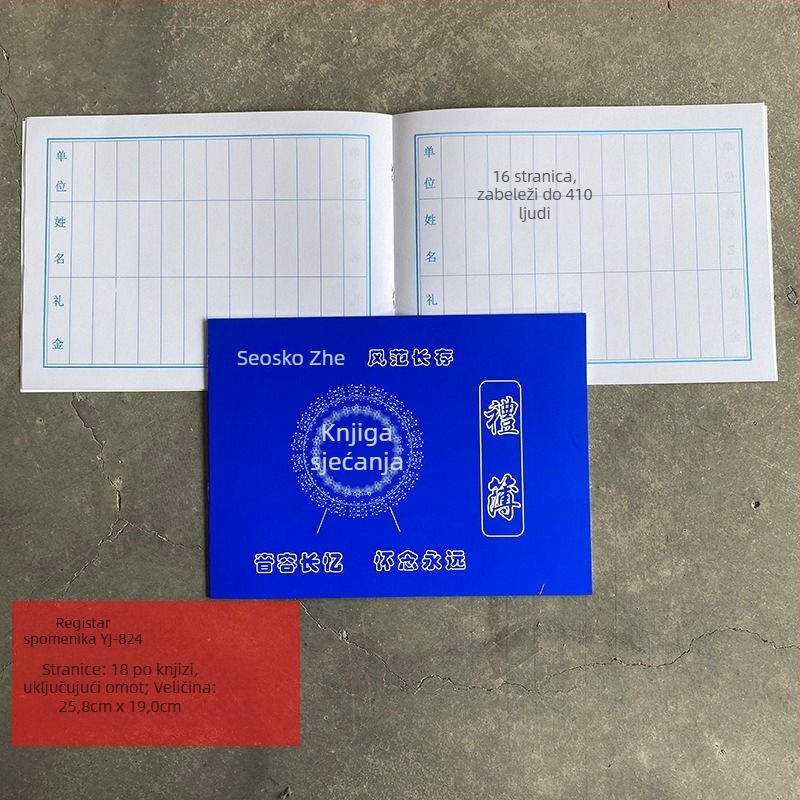 单位
姓名
礼金
单位
姓名
礼金
16 stranica,
zabeleži do 410
ljudi
Seosko Zhe 风范长存
Knjiga
sjećanja
禮薄
音容长忆 怀念永远
Registar
spomenika YJ-824
Stranice: 18 po knjizi,
uključujući omot; Veličina:
25,8cm x 19,0cm